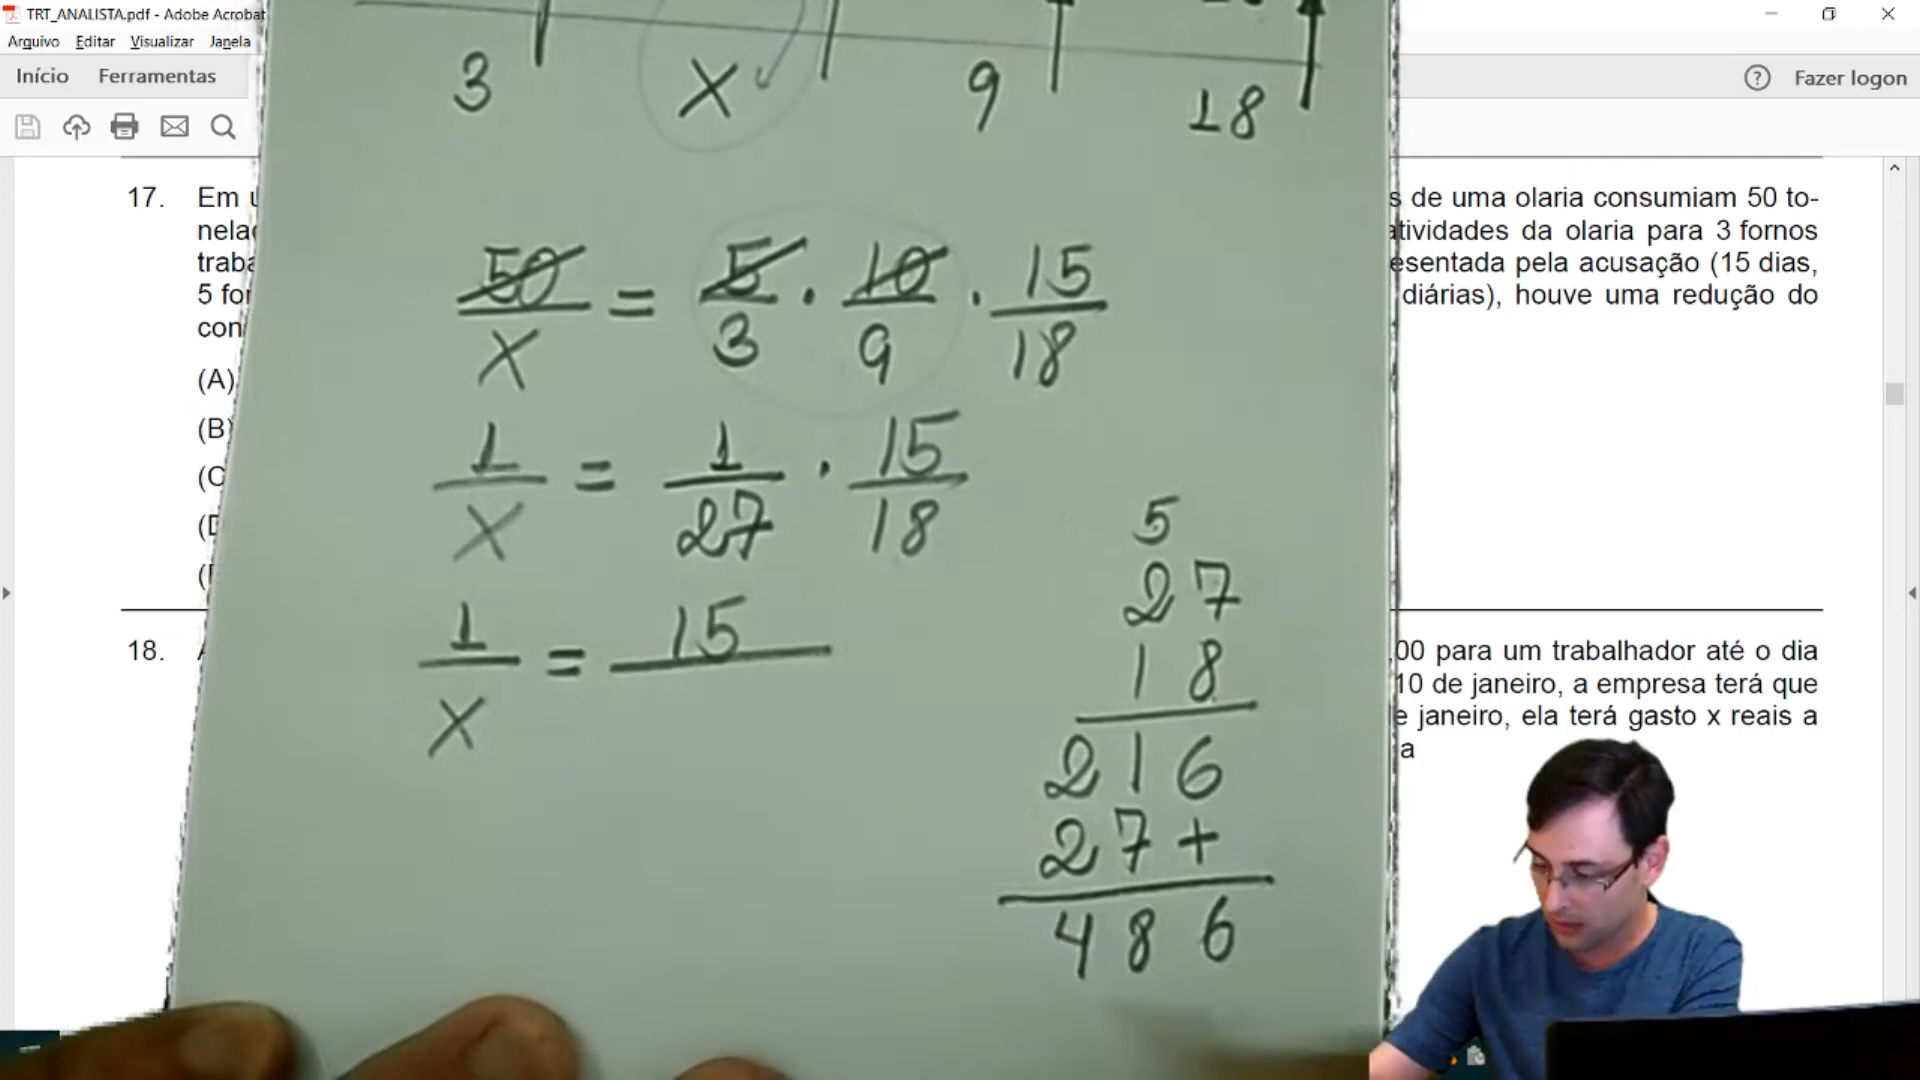 TRT_ANALISTA.pdf - Adobe Acrobat
Arquivo Editar Visualizar Janela
Início Ferramentas
? Fazer logon
3 X 9 18
17. Em
s de uma olaria consumiam 50 to-
atividades da olaria para 3 fornos
esentada pela acusação (15 dias,
5 diárias), houve uma redução do
50/X = 5/3 · 10/9 · 15/18
(A)
(B)
1/X = 1/27 · 15/18
1/X = 15
5
27
18
216
27+
486
18.
,00 para um trabalhador até o dia
10 de janeiro, a empresa terá que
e janeiro, ela terá gasto x reais a